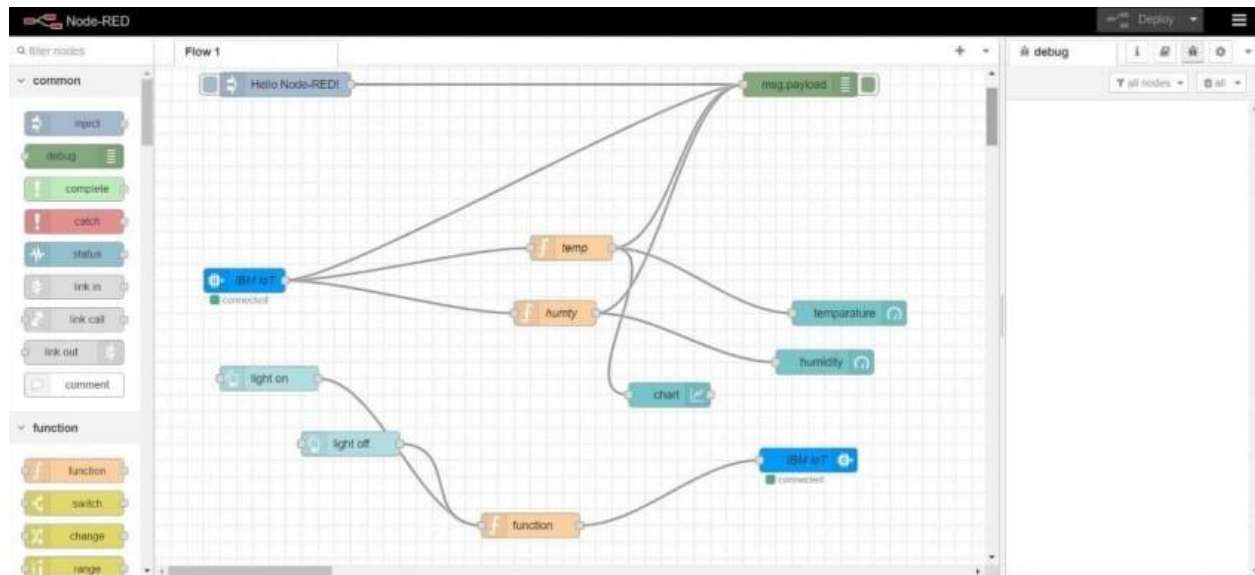 Node-RED
Deploy
filter nodes
Flow 1
debug
all nodes
all
common
inject
debug
complete
catch
status
link in
link call
link out
comment
function
function
switch
change
range
Hello Node-RED!
msg.payload
temp
IBM IoT
connected
humty
temparature
humidity
light on
chart
light off
IBM IoT
connected
function